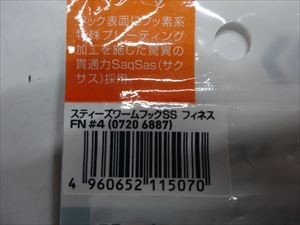 フック表面にフッ素系
特殊プレーティング
加工を施した驚異の
貫通力SaqSas(サク
サス)採用
スティーズワームフックSS フィネス
FN #4 (0720 6887)
4 960652 115070